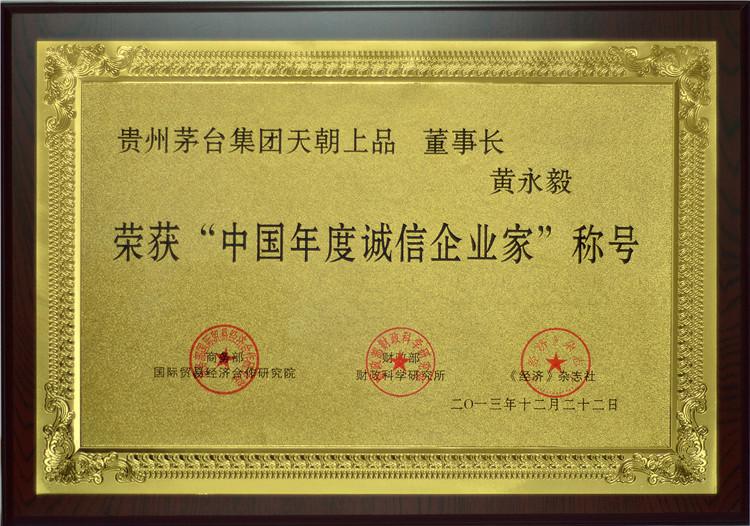 贵州茅台集团天朝上品 董事长
黄永毅
荣获“中国年度诚信企业家”称号
商务部
国际贸易经济合作研究院
财政部
财政科学研究所
《经济》杂志社
二〇一三年十二月二十二日